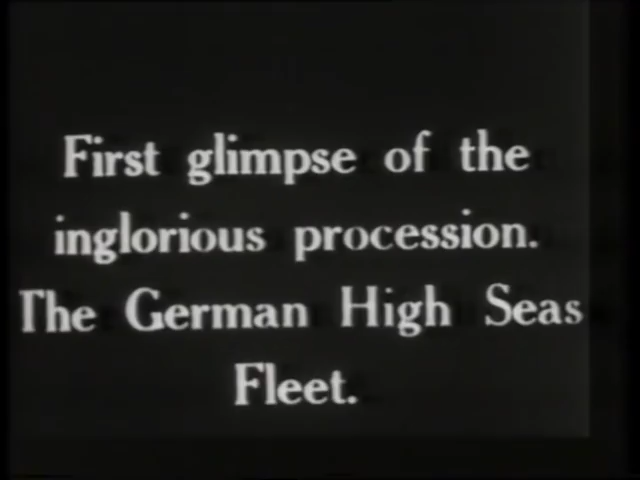 First glimpse of the
inglorious procession.
The German High Seas
Fleet.